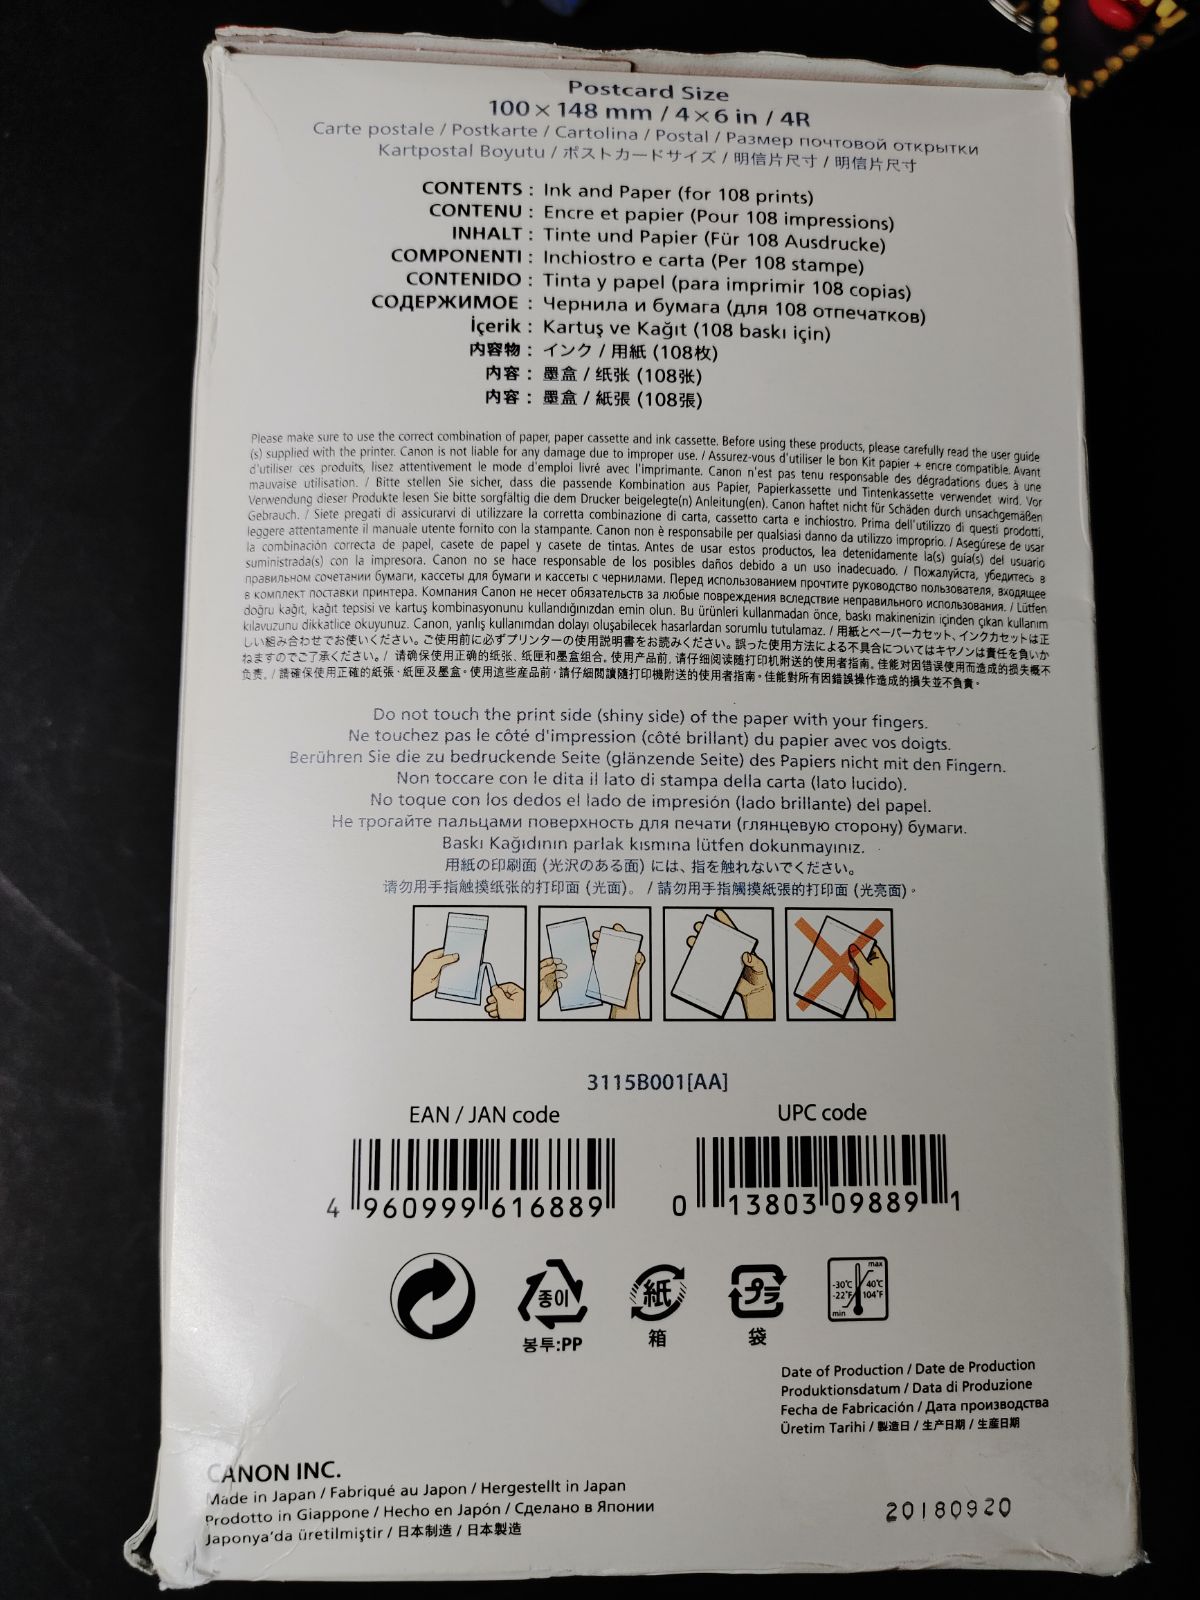 Postcard Size
100 × 148 mm / 4 × 6 in / 4R
Carte postale / Postkarte / Cartolina / Postal / Размер почтовой открытки
Kartpostal Boyutu / ポストカードサイズ / 明信片尺寸 / 明信片尺寸
CONTENTS : Ink and Paper (for 108 prints)
CONTENU : Encre et papier (Pour 108 impressions)
INHALT : Tinte und Papier (Für 108 Ausdrucke)
COMPONENTI : Inchiostro e carta (Per 108 stampe)
CONTENIDO : Tinta y papel (para imprimir 108 copias)
СОДЕРЖИМОЕ : Чернила и бумага (для 108 отпечатков)
İçerik : Kartuş ve Kağıt (108 baskı için)
内容物 : インク / 用紙 (108枚)
内容 : 墨盒 / 纸张 (108张)
内容 : 墨盒 / 紙張 (108張)
Please make sure to use the correct combination of paper, paper cassette and ink cassette. Before using these products, please carefully read the user guide
(s) supplied with the printer. Canon is not liable for any damage due to improper use. / Assurez-vous d'utiliser le bon Kit papier + encre compatible. Avant
d'utiliser ces produits, lisez attentivement le mode d'emploi livré avec l'imprimante. Canon n'est pas tenu responsable des dégradations dues à une
mauvaise utilisation. / Bitte stellen Sie sicher, dass die passende Kombination aus Papier, Papierkassette und Tintenkassette verwendet wird. Vor
Verwendung dieser Produkte lesen Sie bitte sorgfältig die dem Drucker beigelegte(n) Anleitung(en). Canon haftet nicht für Schäden durch unsachgemäßen
Gebrauch. / Siete pregati di assicurarvi di utilizzare la corretta combinazione di carta, cassetto carta e inchiostro. Prima dell'utilizzo di questi prodotti,
leggere attentamente il manuale utente fornito con la stampante. Canon non è responsabile per qualsiasi danno da utilizzo improprio. / Asegúrese de usar
la combinación correcta de papel, casete de papel y casete de tintas. Antes de usar estos productos, lea detenidamente la(s) guía(s) del usuario
suministrada(s) con la impresora. Canon no se hace responsable de los posibles daños debido a un uso inadecuado. / Пожалуйста, убедитесь в
правильном сочетании бумаги, кассеты для бумаги и кассеты с чернилами. Перед использованием прочтите руководство пользователя, входящее
в комплект поставки принтера. Компания Canon не несет обязательств за любые повреждения вследствие неправильного использования. / Lütfen
doğru kağıt, kağıt tepsisi ve kartuş kombinasyonunu kullandığınızdan emin olun. Bu ürünleri kullanmadan önce, baskı makinenizin içinden çıkan kullanım
kılavuzunu dikkatlice okuyunuz. Canon, yanlış kullanımdan dolayı oluşabilecek hasarlardan sorumlu tutulamaz. / 用紙とペーパーカセット、インクカセットは正
しい組み合わせでお使いください。ご使用前に必ずプリンターの使用説明書をお読みください。誤った使用方法による不具合についてはキヤノンは責任を負いか
ねますのでご了承ください。/ 请确保使用正确的纸张、纸匣和墨盒组合。使用产品前,请仔细阅读随打印机附送的使用者指南。佳能对因错误使用而造成的损失概不
负责。/ 請確保使用正確的紙張、紙匣及墨盒。使用這些產品前,請仔細閱讀隨打印機附送的使用者指南。佳能對所有因錯誤操作造成的損失並不負責。
Do not touch the print side (shiny side) of the paper with your fingers.
Ne touchez pas le côté d'impression (côté brillant) du papier avec vos doigts.
Berühren Sie die zu bedruckende Seite (glänzende Seite) des Papiers nicht mit den Fingern.
Non toccare con le dita il lato di stampa della carta (lato lucido).
No toque con los dedos el lado de impresión (lado brillante) del papel.
Не трогайте пальцами поверхность для печати (глянцевую сторону) бумаги.
Baskı Kağıdının parlak kısmına lütfen dokunmayınız.
用紙の印刷面 (光沢のある面) には、指を触れないでください。
请勿用手指触摸纸张的打印面 (光面)。 / 請勿用手指觸摸紙張的打印面 (光亮面)。
3115B001[AA]
EAN / JAN code UPC code
4 960999 616889 0 13803 09889 1
종이 紙 プラ -30℃ -22℉ min max 40℃ 104℉
봉투:PP 箱 袋
Date of Production / Date de Production
Produktionsdatum / Data di Produzione
Fecha de Fabricación / Дата производства
Üretim Tarihi / 製造日 / 生产日期 / 生産日期
CANON INC.
Made in Japan / Fabriqué au Japon / Hergestellt in Japan
Prodotto in Giappone / Hecho en Japón / Сделано в Японии
Japonya'da üretilmiştir / 日本制造 / 日本製造
20180920